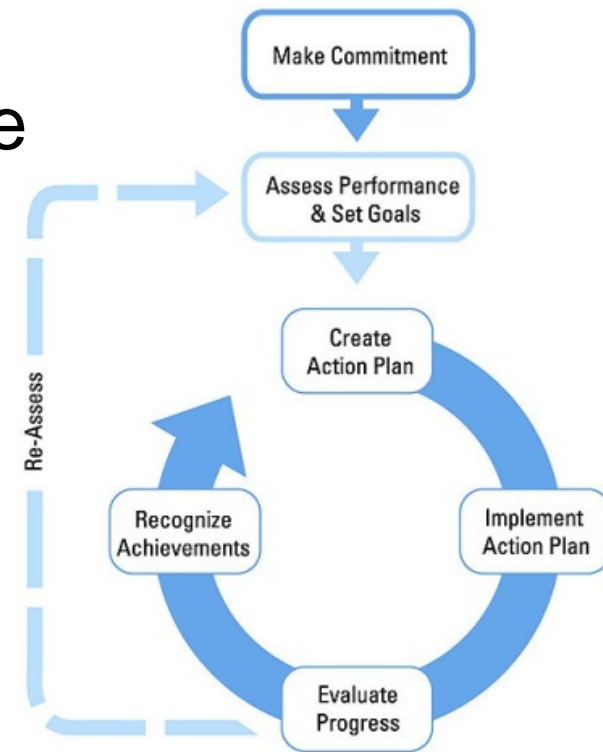 Make Commitment
e
Assess Performance
& Set Goals
Create
Action Plan
Re-Assess
Recognize
Achievements
Implement
Action Plan
Evaluate
Progress